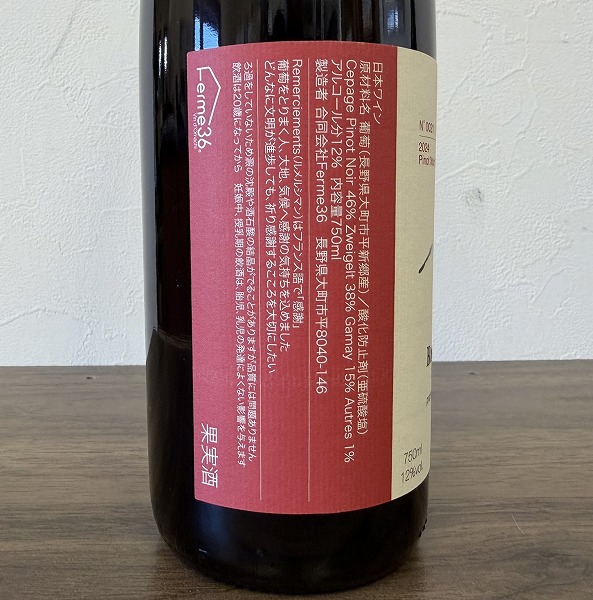 日本ワイン
原材料名 葡萄(長野県大町市平新郷産)／酸化防止剤(亜硫酸塩)
Cepage Pinot Noir 46% Zweigelt 38% Gamay 15% Autres 1%
アルコール分12% 内容量750ml
製造者 合同会社Ferme36 長野県大町市平8040-146
Remerciements(ルメルシマン)はフランス語で「感謝」
葡萄をとりまく人、大地、気候へ感謝の気持ちを込めました
どんなに文明が進歩しても、祈り感謝するこころを大切にしたい
ろ過をしていないため澱の沈殿や酒石酸の結晶がでることがありますが品質には問題ありません
飲酒は20歳になってから 妊娠中、授乳期の飲酒は、胎児、乳児の発達によくない影響を与えます
Ferme36
果実酒
2024
750ml
12%vol.